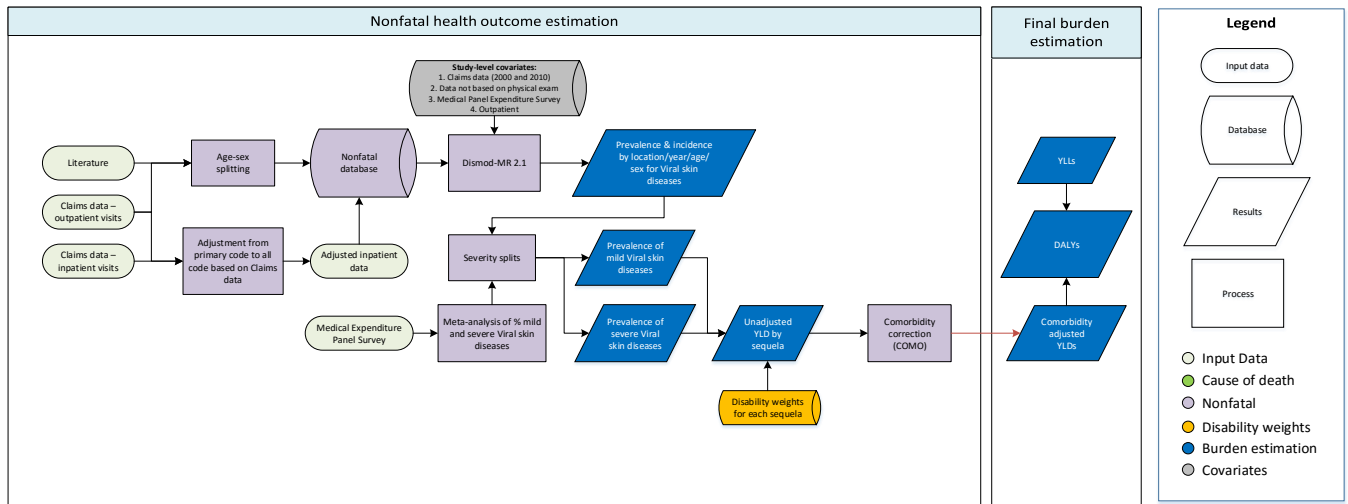 Nonfatal health outcome estimation
Final burden
estimation
Legend
Study-level covariates:
1. Claims data (2000 and 2010)
2. Data not based on physical exam
3. Medical Panel Expenditure Survey
4. Outpatient
Literature
Age-sex
splitting
Nonfatal
database
Dismod-MR 2.1
Prevalence & incidence
by location/year/age/
sex for Viral skin
diseases
Claims data –
outpatient visits
Claims data –
inpatient visits
Adjustment from
primary code to all
code based on Claims
data
Adjusted inpatient
data
Severity splits
Prevalence of
mild Viral skin
diseases
Medical Expenditure
Panel Survey
Meta-analysis of % mild
and severe Viral skin
diseases
Prevalence of
severe Viral
skin diseases
Unadjusted
YLD by
sequela
Comorbidity
correction
(COMO)
Disability weights
for each sequela
YLLs
DALYs
Comorbidity
adjusted
YLDs
Input data
Database
Results
Process
Input Data
Cause of death
Nonfatal
Disability weights
Burden estimation
Covariates